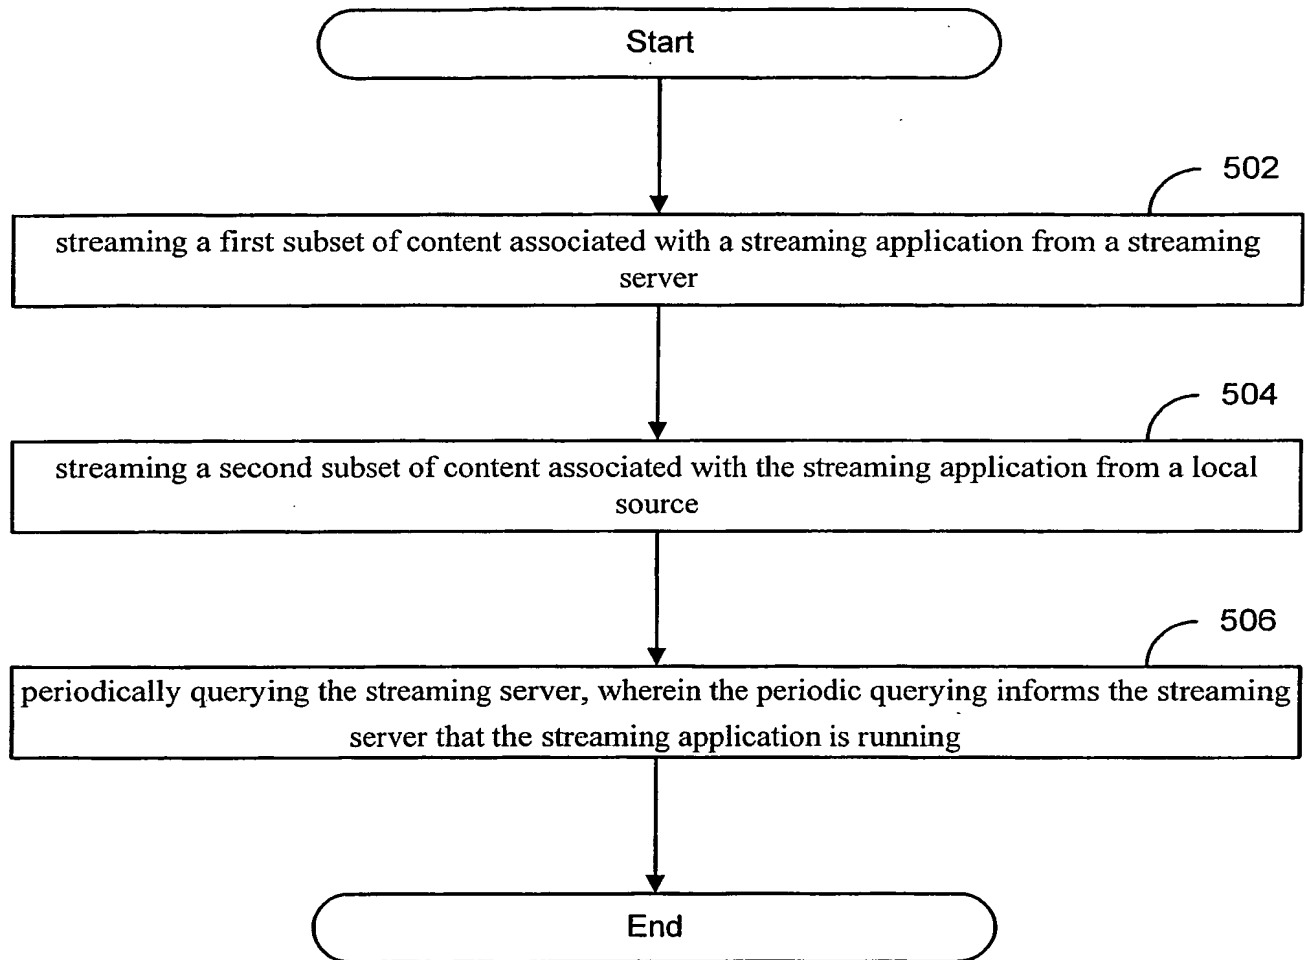 Start
502
streaming a first subset of content associated with a streaming application from a streaming
server
504
streaming a second subset of content associated with the streaming application from a local
source
506
periodically querying the streaming server, wherein the periodic querying informs the streaming
server that the streaming application is running
End